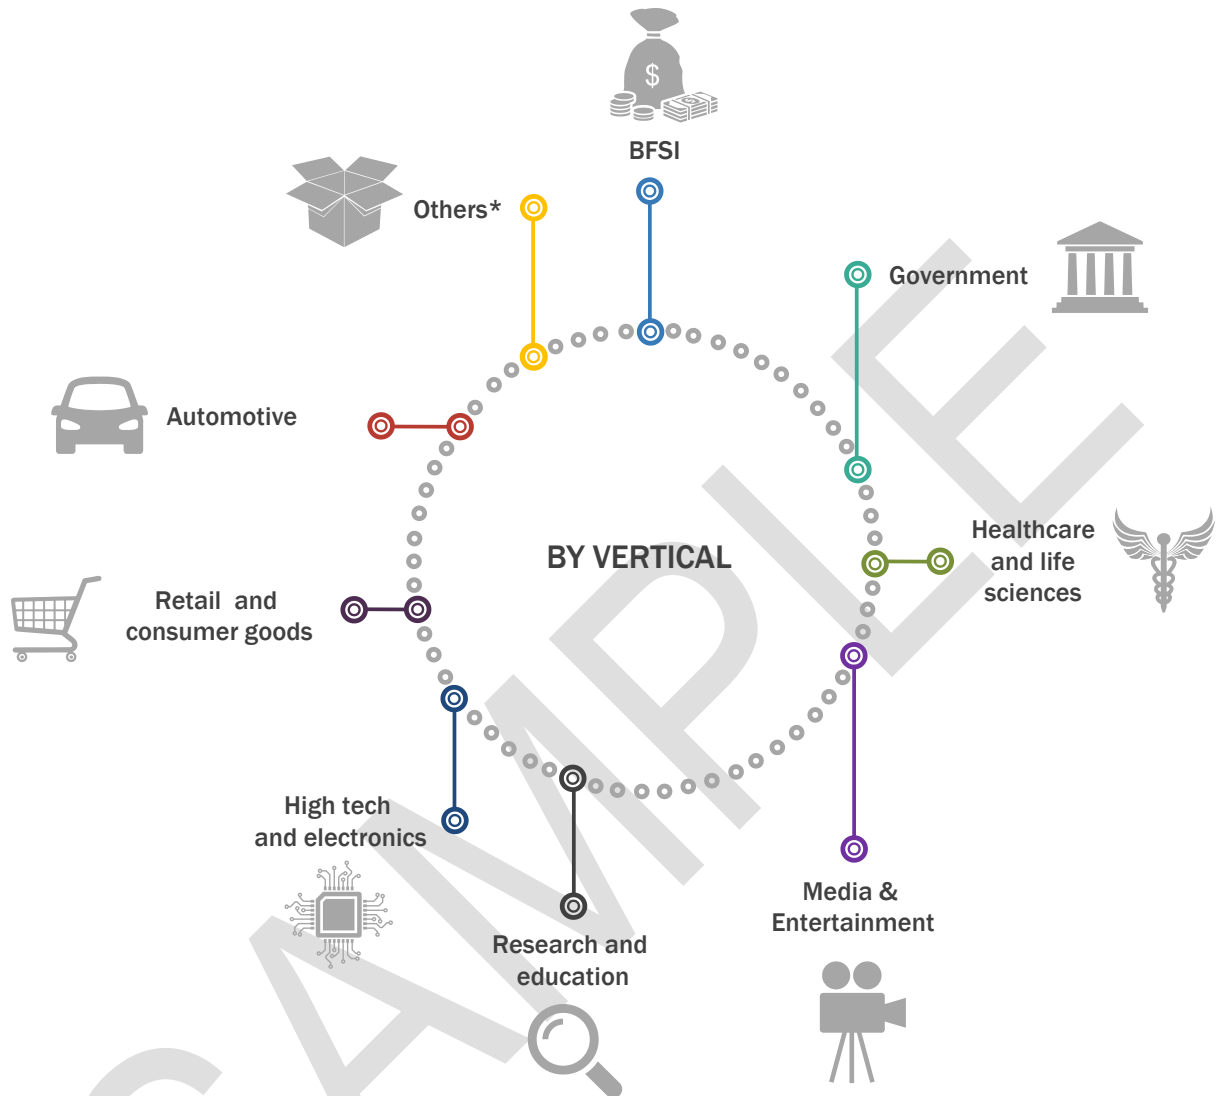 $
BFSI
Others*
Government
Automotive
Healthcare
and life
sciences
BY VERTICAL
Retail and
consumer goods
High tech
and electronics
Media &
Entertainment
Research and
education
SAMPLE